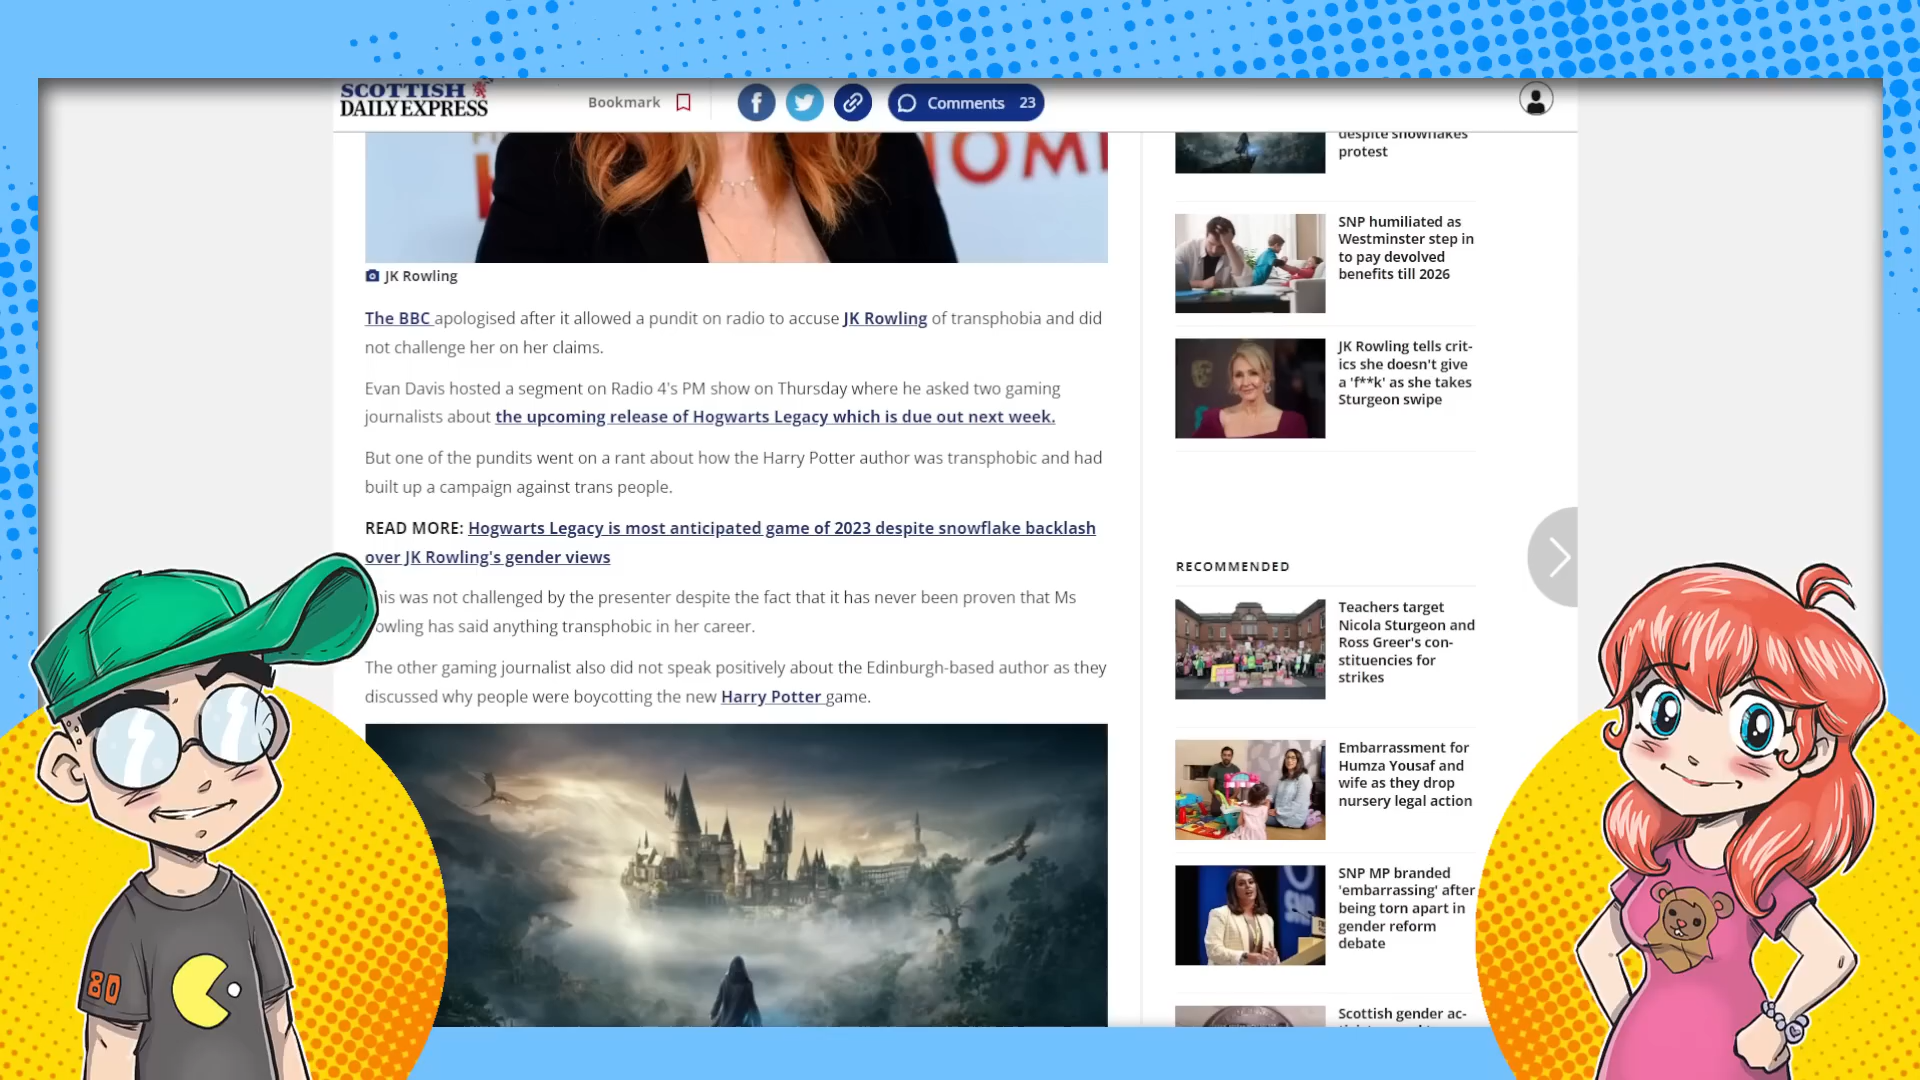 SCOTTISH
DAILY EXPRESS
Bookmark
Comments 23
OM
JK Rowling
The BBC apologised after it allowed a pundit on radio to accuse JK Rowling of transphobia and did
not challenge her on her claims.
Evan Davis hosted a segment on Radio 4's PM show on Thursday where he asked two gaming
journalists about the upcoming release of Hogwarts Legacy which is due out next week.
But one of the pundits went on a rant about how the Harry Potter author was transphobic and had
built up a campaign against trans people.
READ MORE: Hogwarts Legacy is most anticipated game of 2023 despite snowflake backlash
over JK Rowling's gender views
his was not challenged by the presenter despite the fact that it has never been proven that Ms
owling has said anything transphobic in her career.
The other gaming journalist also did not speak positively about the Edinburgh-based author as they
discussed why people were boycotting the new Harry Potter game.
despite snowflakes
protest
SNP humiliated as
Westminster step in
to pay devolved
benefits till 2026
JK Rowling tells crit-
ics she doesn't give
a 'f**k' as she takes
Sturgeon swipe
RECOMMENDED
Teachers target
Nicola Sturgeon and
Ross Greer's con-
stituencies for
strikes
Embarrassment for
Humza Yousaf and
wife as they drop
nursery legal action
SNP MP branded
'embarrassing' after
being torn apart in
gender reform
debate
Scottish gender ac-
80